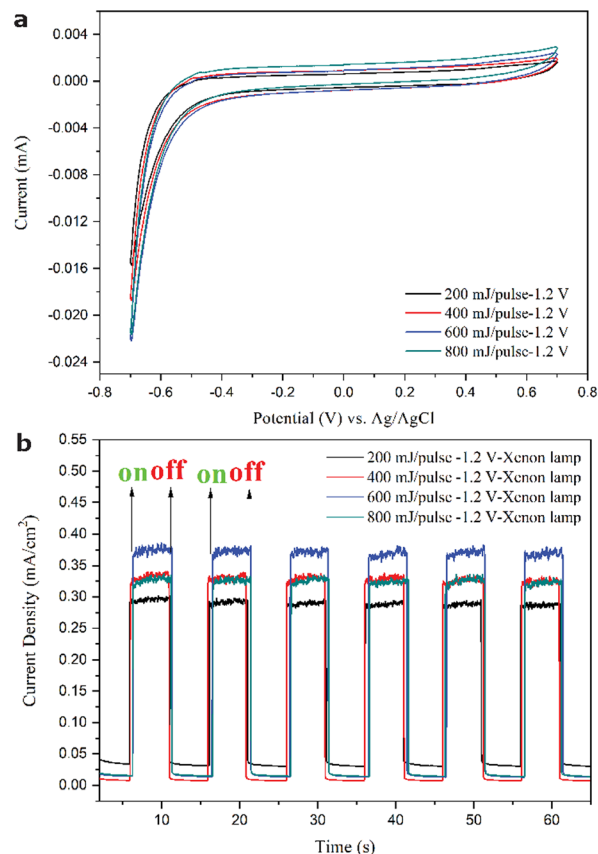 a
0.004
0.000
-0.004
-0.008
-0.012
-0.016
-0.020
-0.024
Current (mA)
200 mJ/pulse-1.2 V
400 mJ/pulse-1.2 V
600 mJ/pulse-1.2 V
800 mJ/pulse-1.2 V
-0.8 -0.6 -0.4 -0.2 0.0 0.2 0.4 0.6 0.8
Potential (V) vs. Ag/AgCl
b
0.55
0.50
0.45
0.40
0.35
0.30
0.25
0.20
0.15
0.10
0.05
0.00
Current Density (mA/cm²)
on off on off
200 mJ/pulse -1.2 V-Xenon lamp
400 mJ/pulse -1.2 V-Xenon lamp
600 mJ/pulse -1.2 V-Xenon lamp
800 mJ/pulse -1.2 V-Xenon lamp
10 20 30 40 50 60
Time (s)